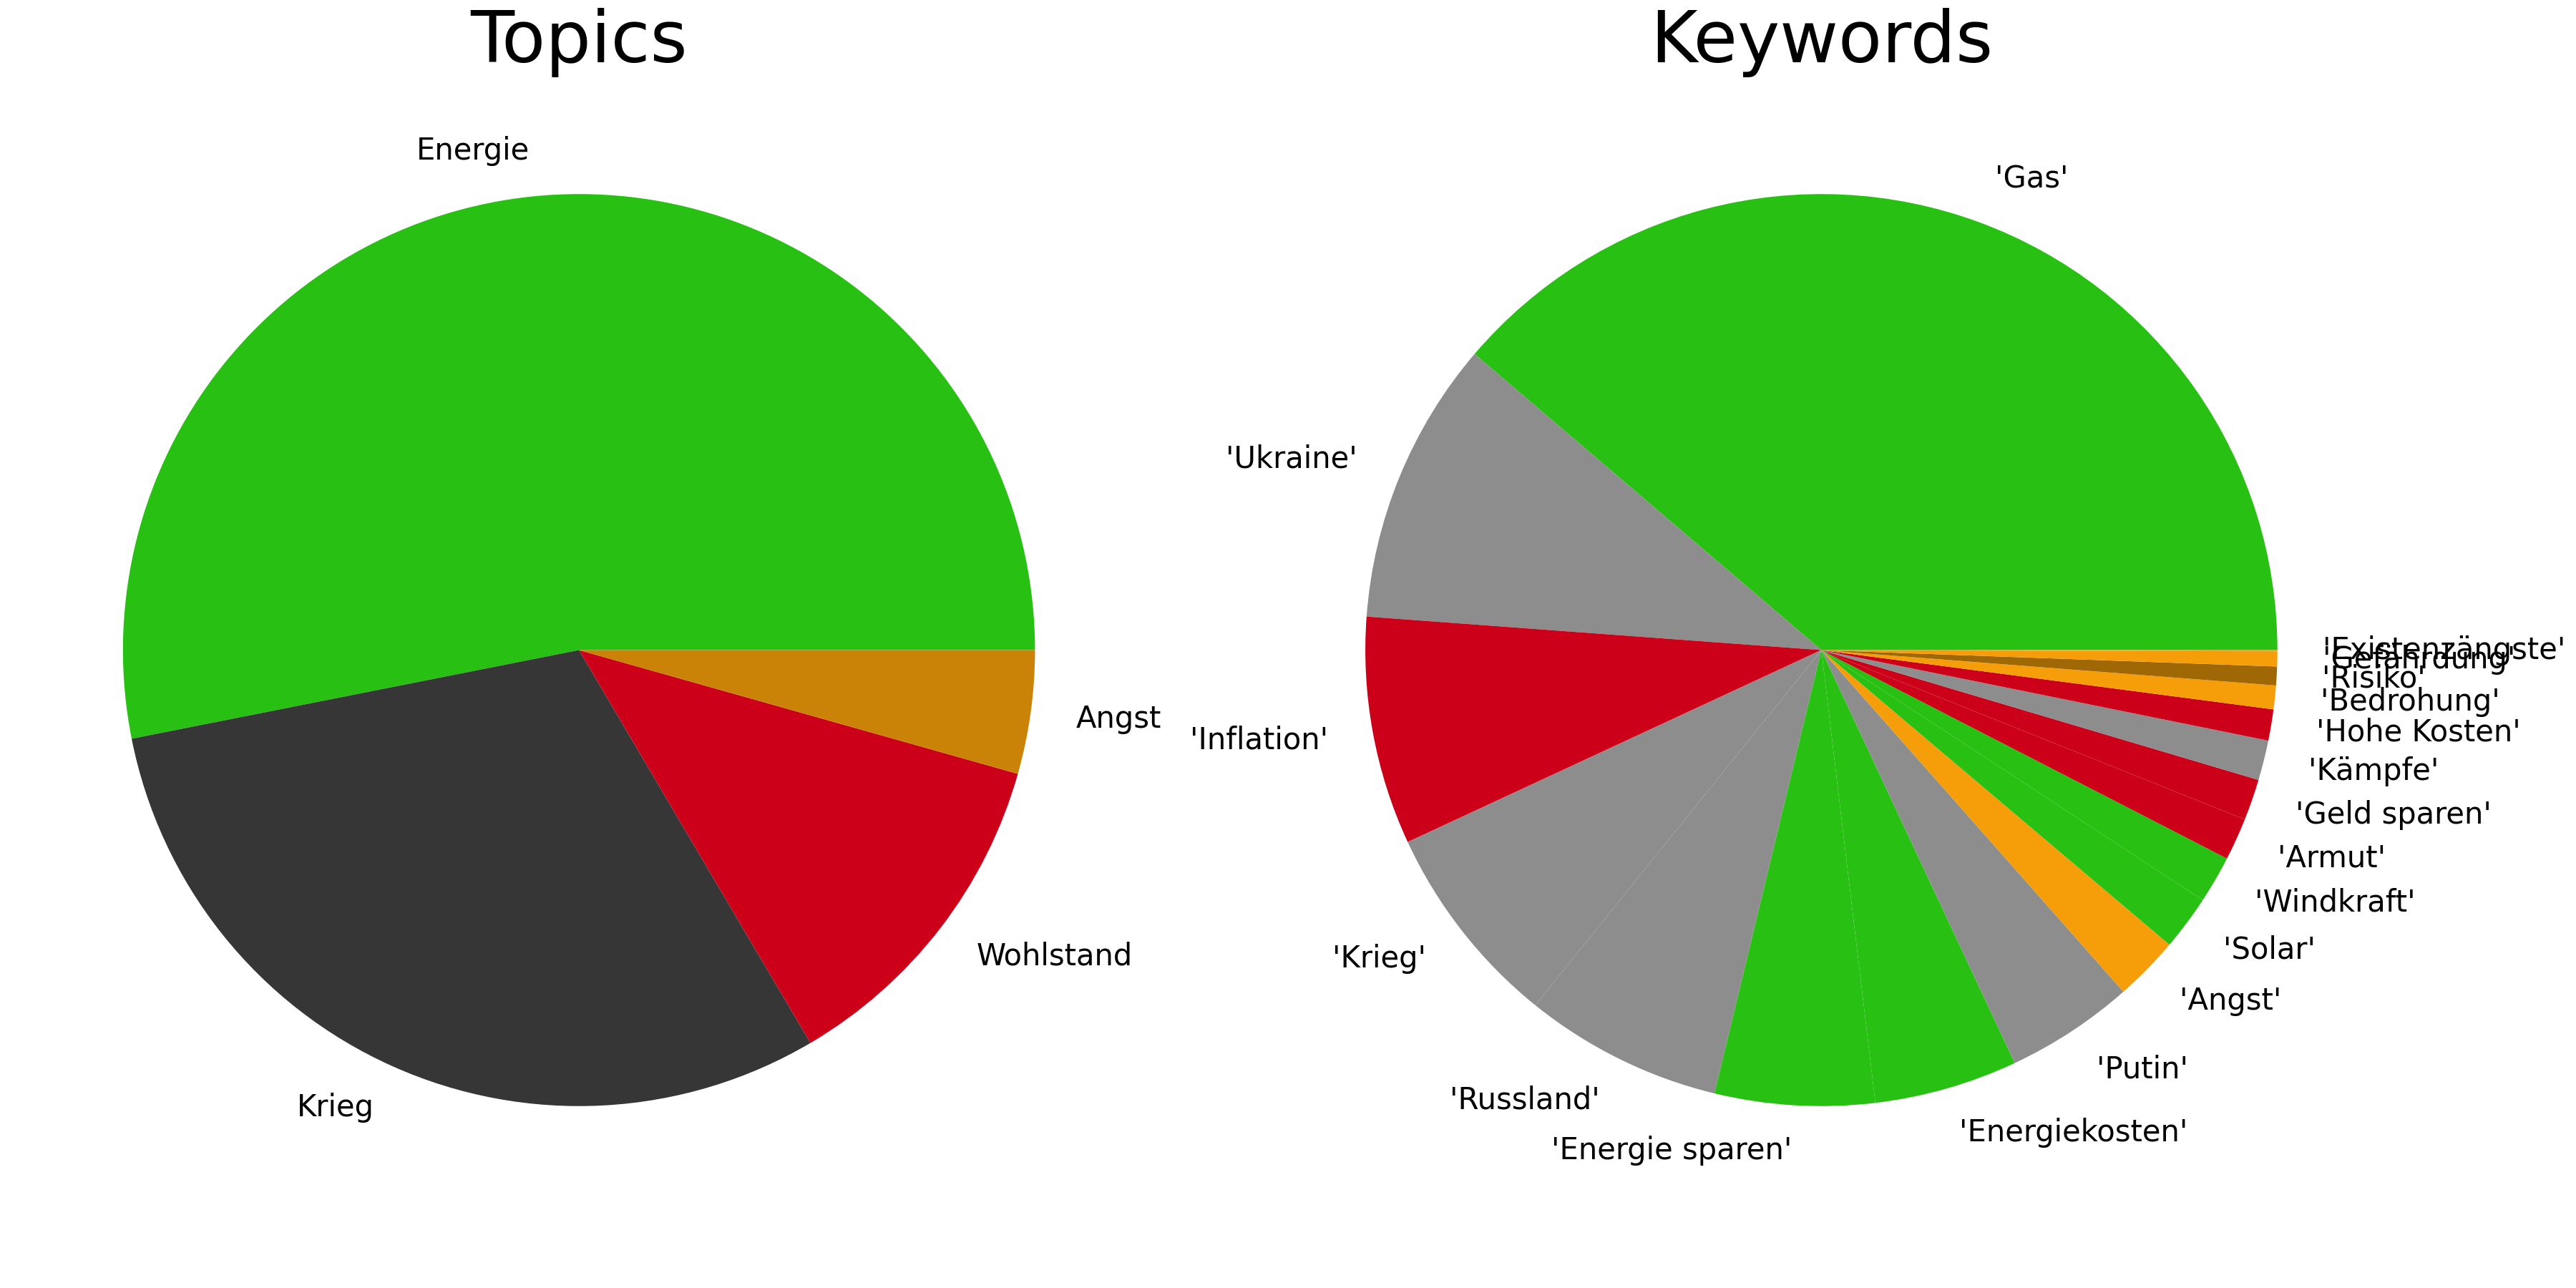 Topics
Energie
Krieg
Wohlstand
Angst
Keywords
'Gas'
'Ukraine'
'Inflation'
'Krieg'
'Russland'
'Energie sparen'
'Energiekosten'
'Putin'
'Angst'
'Solar'
'Windkraft'
'Armut'
'Geld sparen'
'Kämpfe'
'Hohe Kosten'
'Bedrohung'
'Risiko'
'Gefährdung'
'Existenzängste'